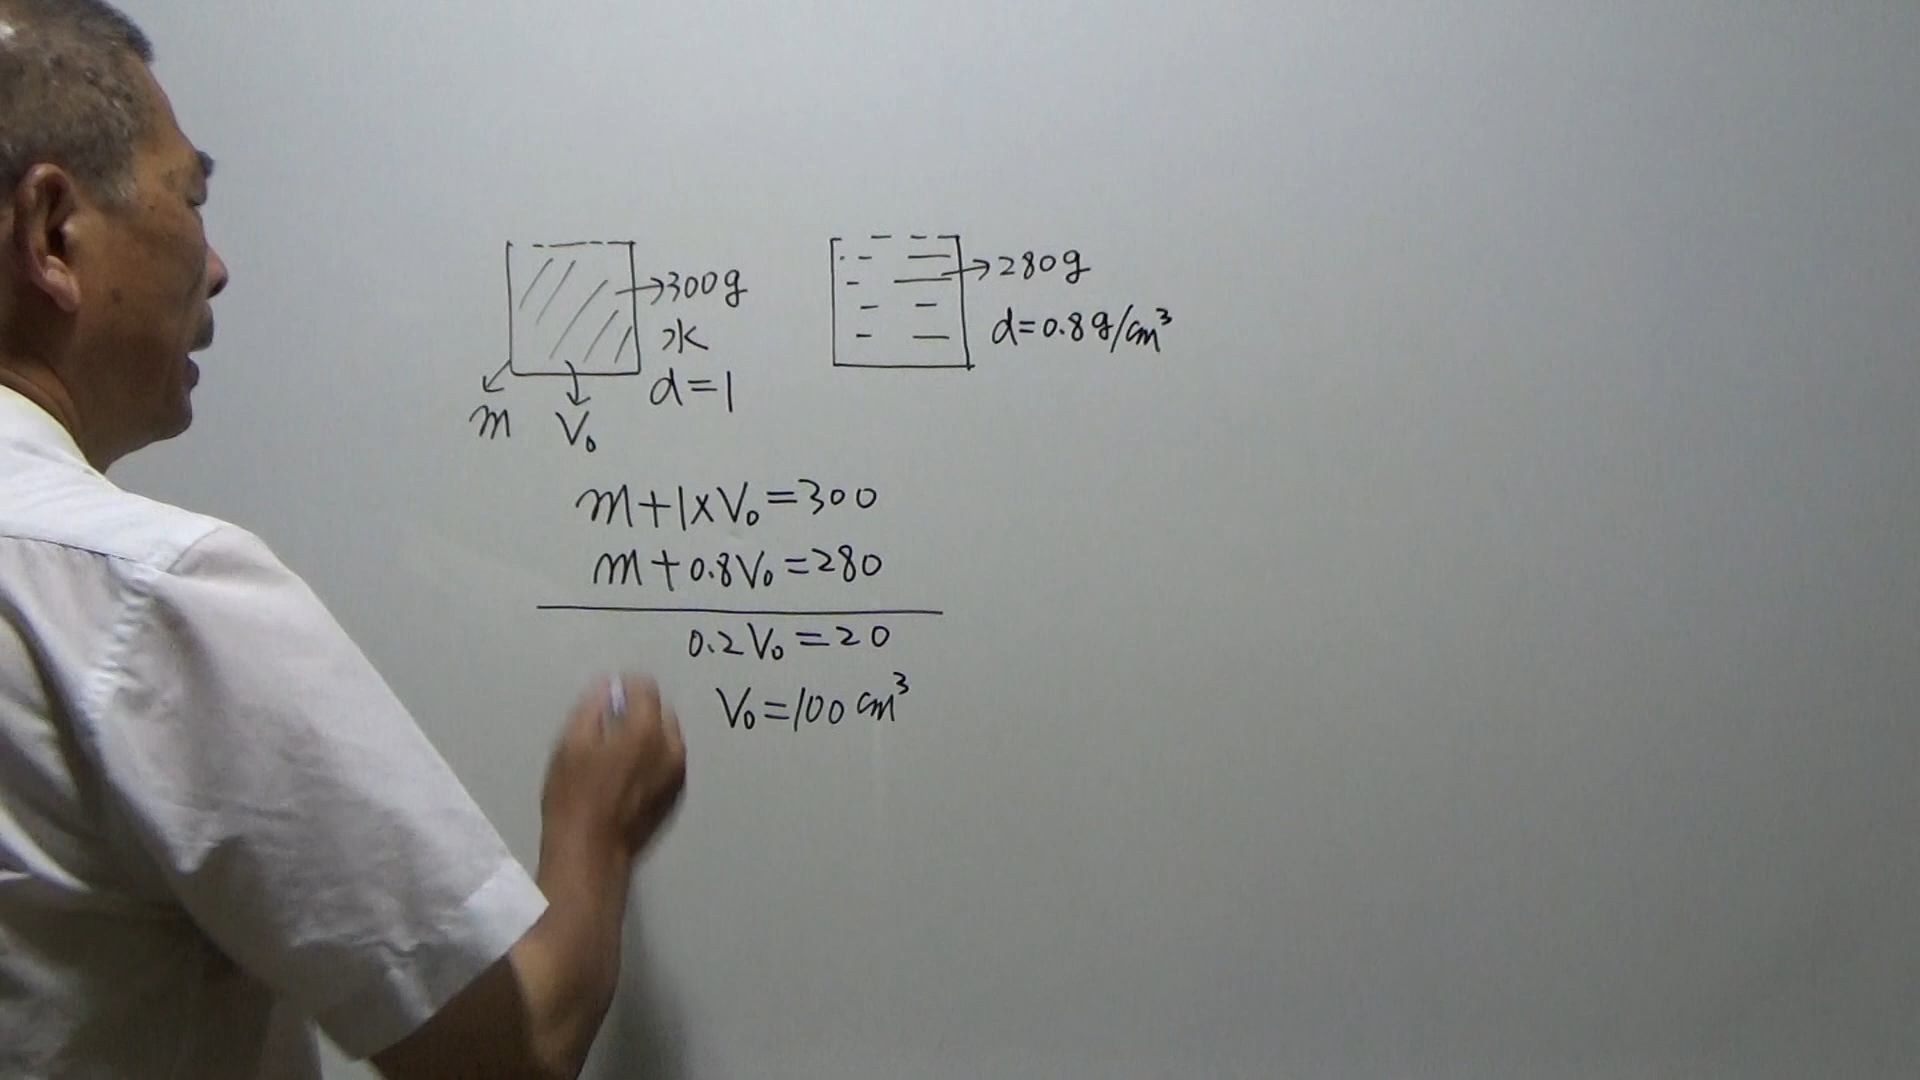 →300g
水
d=1
m
V₀
→280g
d=0.8g/cm³
m+1×V₀=300
m+0.8V₀=280
0.2V₀=20
V₀=100cm³